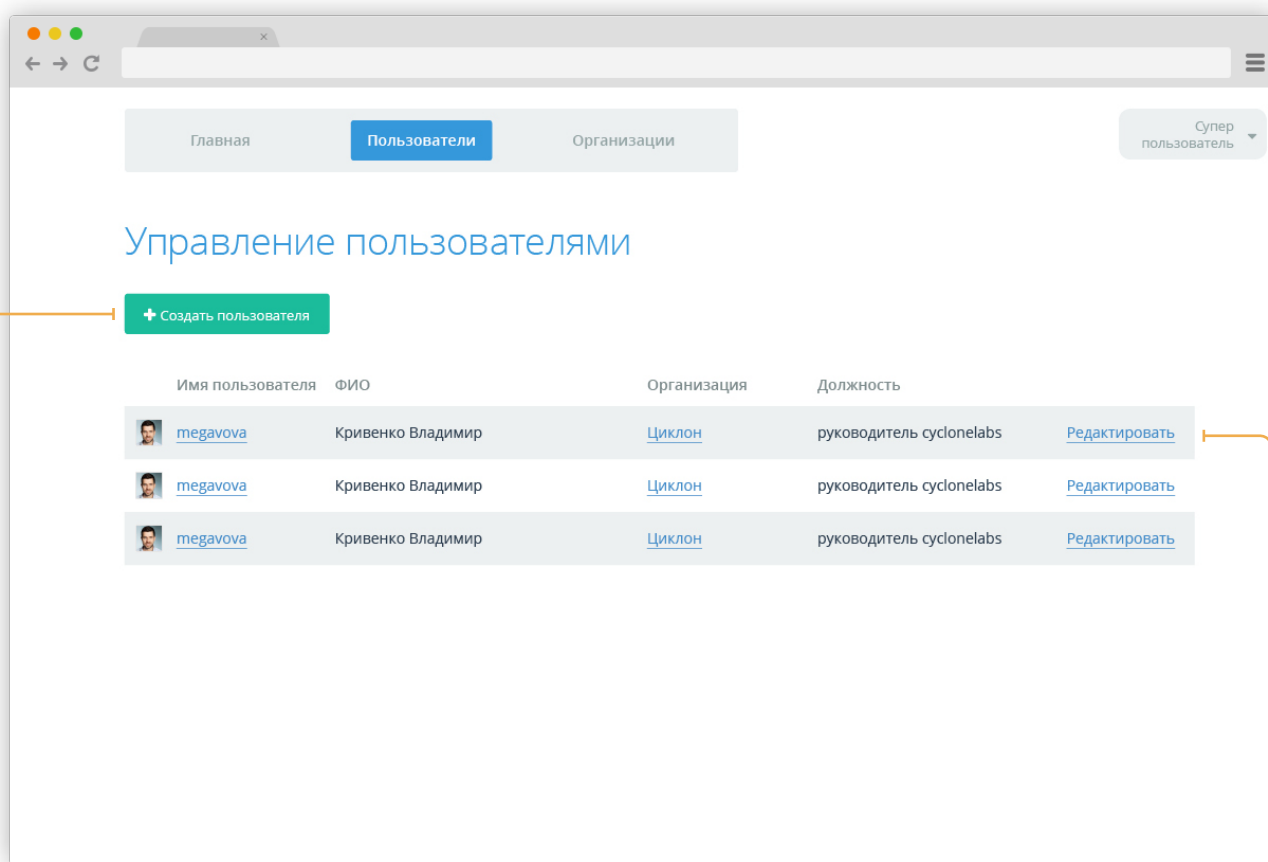 Главная Пользователи Организации
Супер
пользователь
Управление пользователями
Создать пользователя
Имя пользователя ФИО Организация Должность
megavova Кривенко Владимир Циклон руководитель cyclonelabs Редактировать
megavova Кривенко Владимир Циклон руководитель cyclonelabs Редактировать
megavova Кривенко Владимир Циклон руководитель cyclonelabs Редактировать